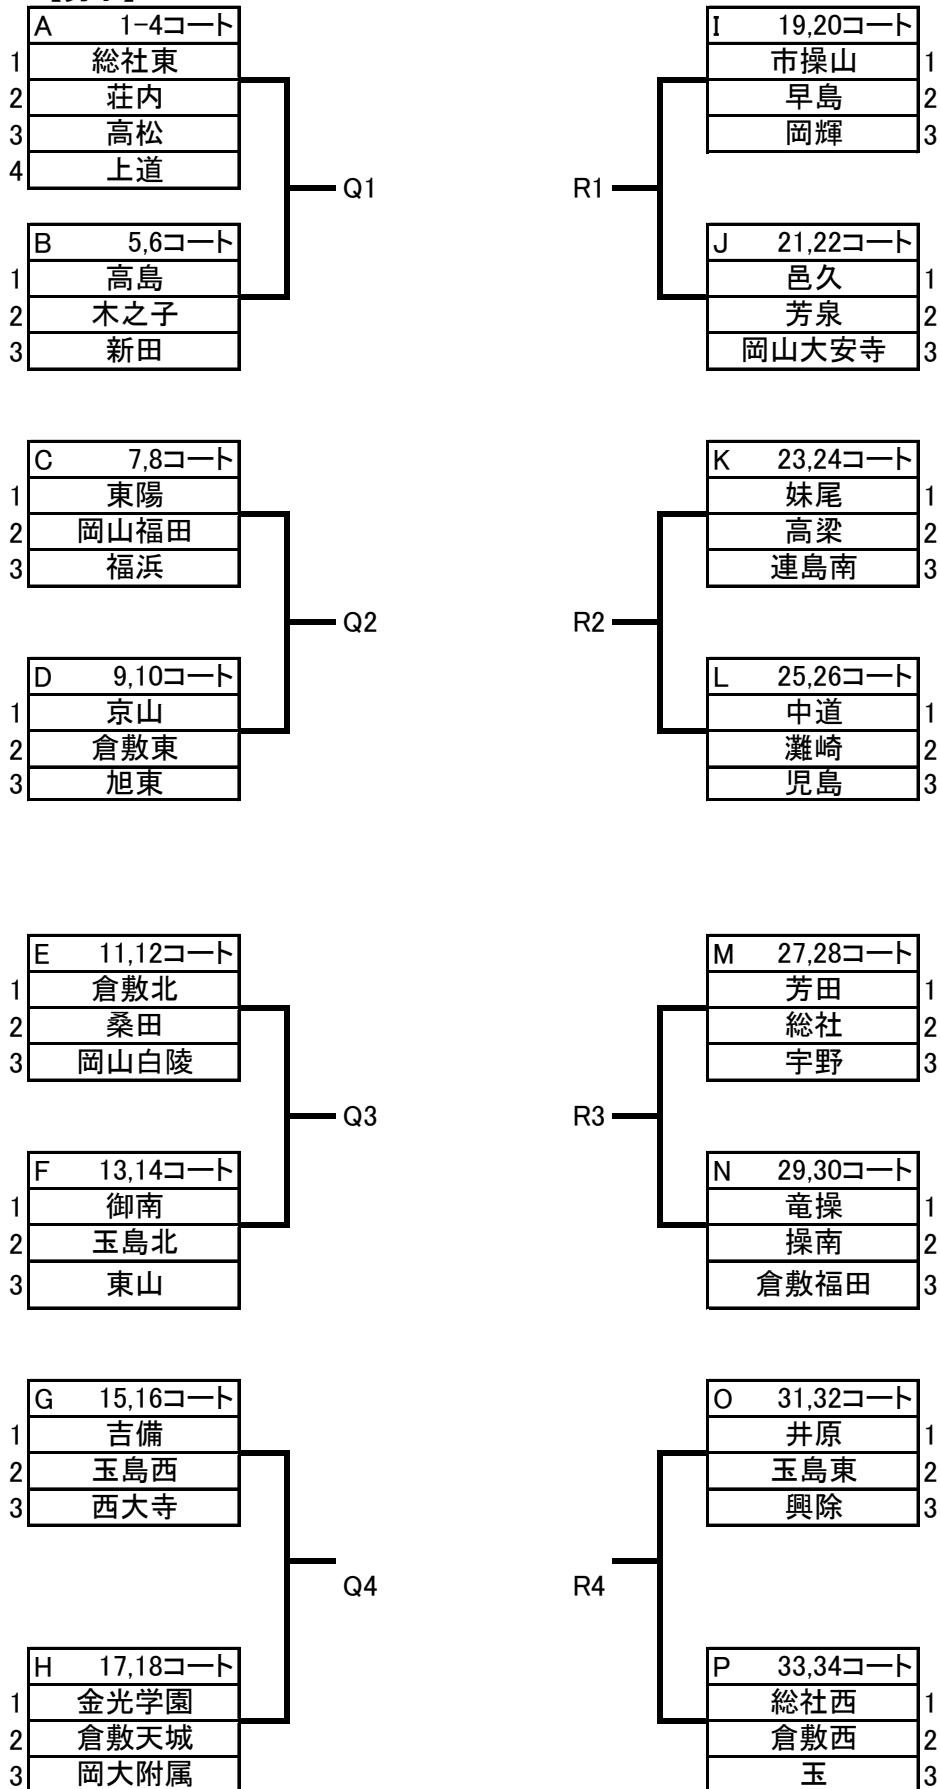 A 1-4コート
1 総社東
2 荘内
3 高松
4 上道
Q1
B 5,6コート
1 高島
2 木之子
3 新田
C 7,8コート
1 東陽
2 岡山福田
3 福浜
Q2
D 9,10コート
1 京山
2 倉敷東
3 旭東
E 11,12コート
1 倉敷北
2 桑田
3 岡山白陵
Q3
F 13,14コート
1 御南
2 玉島北
3 東山
G 15,16コート
1 吉備
2 玉島西
3 西大寺
Q4
H 17,18コート
1 金光学園
2 倉敷天城
3 岡大附属
I 19,20コート
市操山 1
早島 2
岡輝 3
R1
J 21,22コート
邑久 1
芳泉 2
岡山大安寺 3
K 23,24コート
妹尾 1
高梁 2
連島南 3
R2
L 25,26コート
中道 1
灘崎 2
児島 3
M 27,28コート
芳田 1
総社 2
宇野 3
R3
N 29,30コート
竜操 1
操南 2
倉敷福田 3
O 31,32コート
井原 1
玉島東 2
興除 3
R4
P 33,34コート
総社西 1
倉敷西 2
玉 3